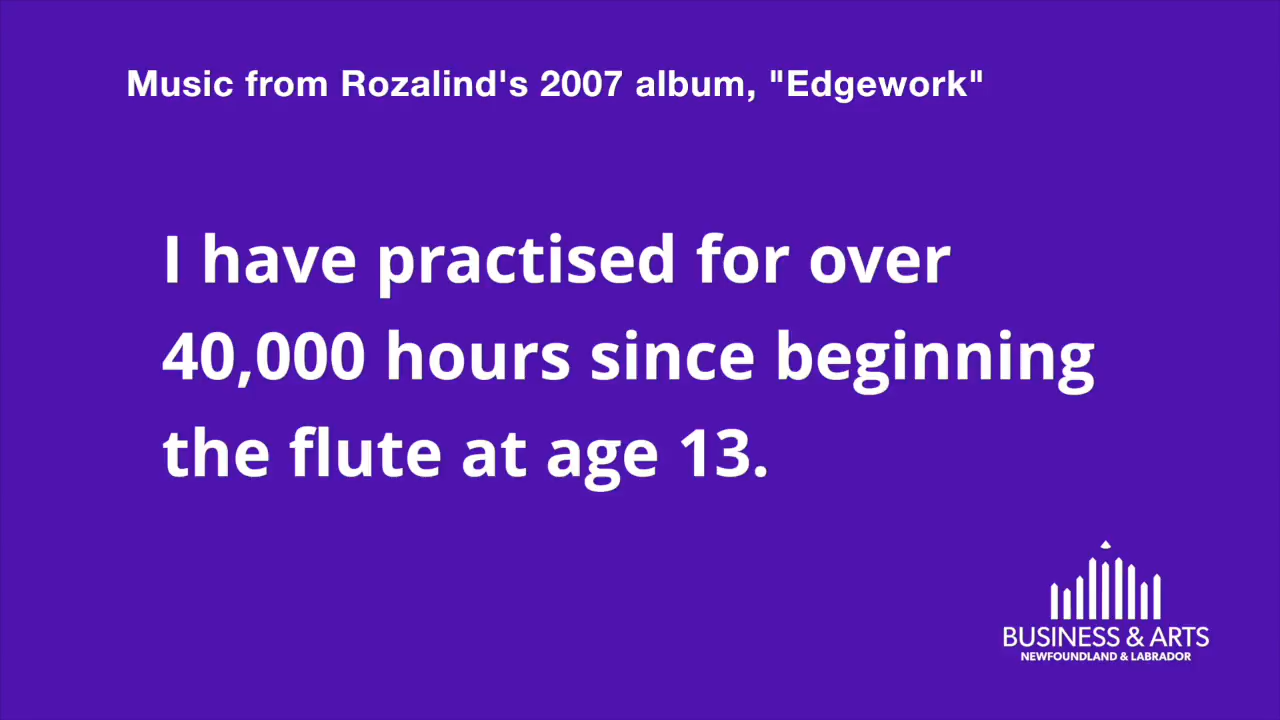 Music from Rozalind's 2007 album, "Edgework"
I have practised for over
40,000 hours since beginning
the flute at age 13.
BUSINESS & ARTS
NEWFOUNDLAND & LABRADOR